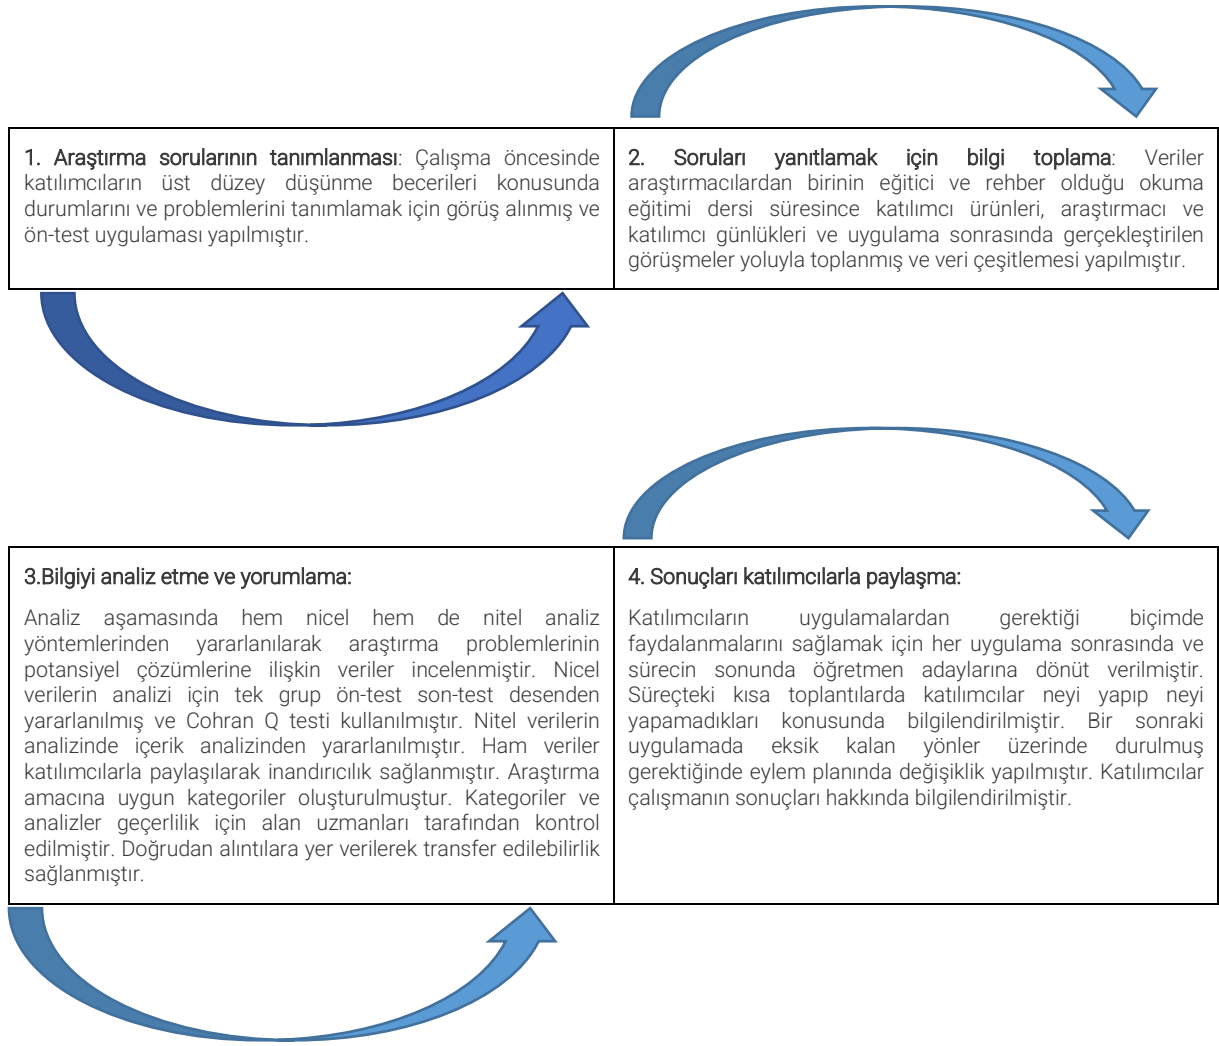 1. Araştırma sorularının tanımlanması: Çalışma öncesinde
katılımcıların üst düzey düşünme becerileri konusunda
durumlarını ve problemlerini tanımlamak için görüş alınmış ve
ön-test uygulaması yapılmıştır.
2. Soruları yanıtlamak için bilgi toplama: Veriler
araştırmacılardan birinin eğitici ve rehber olduğu okuma
eğitimi dersi süresince katılımcı ürünleri, araştırmacı ve
katılımcı günlükleri ve uygulama sonrasında gerçekleştirilen
görüşmeler yoluyla toplanmış ve veri çeşitlemesi yapılmıştır.
3.Bilgiyi analiz etme ve yorumlama:
Analiz aşamasında hem nicel hem de nitel analiz
yöntemlerinden yararlanılarak araştırma problemlerinin
potansiyel çözümlerine ilişkin veriler incelenmiştir. Nicel
verilerin analizi için tek grup ön-test son-test desenden
yararlanılmış ve Cohran Q testi kullanılmıştır. Nitel verilerin
analizinde içerik analizinden yararlanılmıştır. Ham veriler
katılımcılarla paylaşılarak inandırıcılık sağlanmıştır. Araştırma
amacına uygun kategoriler oluşturulmuştur. Kategoriler ve
analizler geçerlilik için alan uzmanları tarafından kontrol
edilmiştir. Doğrudan alıntılara yer verilerek transfer edilebilirlik
sağlanmıştır.
4. Sonuçları katılımcılarla paylaşma:
Katılımcıların uygulamalardan gerektiği biçimde
faydalanmalarını sağlamak için her uygulama sonrasında ve
sürecin sonunda öğretmen adaylarına dönüt verilmiştir.
Süreçteki kısa toplantılarda katılımcılar neyi yapıp neyi
yapamadıkları konusunda bilgilendirilmiştir. Bir sonraki
uygulamada eksik kalan yönler üzerinde durulmuş
gerektiğinde eylem planında değişiklik yapılmıştır. Katılımcılar
çalışmanın sonuçları hakkında bilgilendirilmiştir.